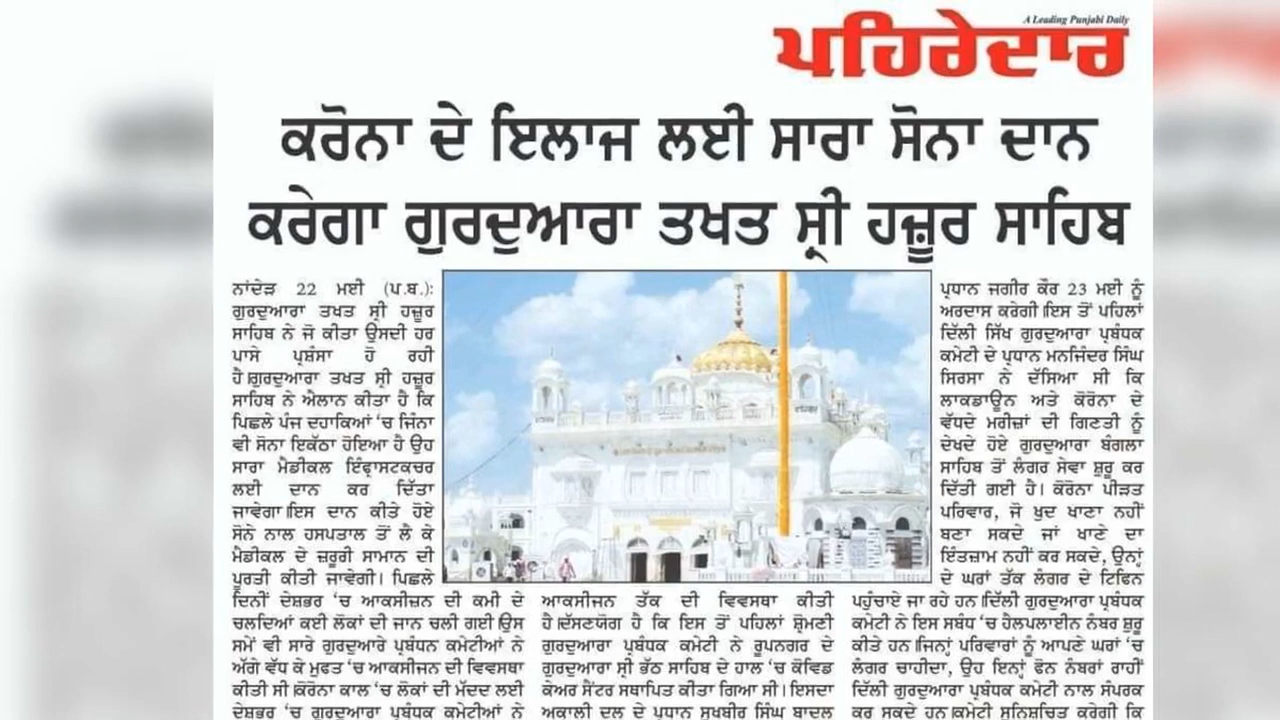 A Leading Punjabi Daily
ਪਹਿਰੇਦਾਰ
ਕਰੋਨਾ ਦੇ ਇਲਾਜ ਲਈ ਸਾਰਾ ਸੋਨਾ ਦਾਨ
ਕਰੇਗਾ ਗੁਰਦੁਆਰਾ ਤਖਤ ਸ੍ਰੀ ਹਜ਼ੂਰ ਸਾਹਿਬ
ਨਾਂਦੇੜ 22 ਮਈ (ਪ.ਬ.):
ਗੁਰਦੁਆਰਾ ਤਖਤ ਸ੍ਰੀ ਹਜ਼ੂਰ
ਸਾਹਿਬ ਨੇ ਜੋ ਕੀਤਾ ਉਸਦੀ ਹਰ
ਪਾਸੇ ਪ੍ਰਸ਼ੰਸਾ ਹੋ ਰਹੀ
ਹੈ।ਗੁਰਦੁਆਰਾ ਤਖਤ ਸ੍ਰੀ ਹਜ਼ੂਰ
ਸਾਹਿਬ ਨੇ ਐਲਾਨ ਕੀਤਾ ਹੈ ਕਿ
ਪਿਛਲੇ ਪੰਜ ਦਹਾਕਿਆਂ ‘ਚ ਜਿੰਨਾ
ਵੀ ਸੋਨਾ ਇਕੱਠਾ ਹੋਇਆ ਹੈ ਉਹ
ਸਾਰਾ ਮੈਡੀਕਲ ਇੰਫ੍ਰਾਸਟਕਚਰ
ਲਈ ਦਾਨ ਕਰ ਦਿੱਤਾ
ਜਾਵੇਗਾ।ਇਸ ਦਾਨ ਕੀਤੇ ਹੋਏ
ਸੋਨੇ ਨਾਲ ਹਸਪਤਾਲ ਤੋਂ ਲੈ ਕੇ
ਮੈਡੀਕਲ ਦੇ ਜ਼ਰੂਰੀ ਸਾਮਾਨ ਦੀ
ਪੂਰਤੀ ਕੀਤੀ ਜਾਵੇਗੀ। ਪਿਛਲੇ
ਦਿਨੀਂ ਦੇਸ਼ਭਰ ‘ਚ ਆਕਸੀਜ਼ਨ ਦੀ ਕਮੀ ਦੇ
ਚਲਦਿਆਂ ਕਈ ਲੋਕਾਂ ਦੀ ਜਾਨ ਚਲੀ ਗਈ।ਉਸ
ਸਮੇਂ ਵੀ ਸਾਰੇ ਗੁਰਦੁਆਰੇ ਪ੍ਰਬੰਧਨ ਕਮੇਟੀਆਂ ਨੇ
ਅੱਗੇ ਵੱਧ ਕੇ ਮੁਫਤ ‘ਚ ਆਕਸੀਜਨ ਦੀ ਵਿਵਸਥਾ
ਕੀਤੀ ਸੀ।ਕੋਰੋਨਾ ਕਾਲ ‘ਚ ਲੋਕਾਂ ਦੀ ਮੱਦਦ ਲਈ
ਦੇਸ਼ਭਰ ‘ਚ ਗੁਰਦੁਆਰਾ ਪ੍ਰਬੰਧਕ ਕਮੇਟੀਆਂ ਨੇ
ਆਕਸੀਜਨ ਤੱਕ ਦੀ ਵਿਵਸਥਾ ਕੀਤੀ
ਹੈ।ਦੱਸਣਯੋਗ ਹੈ ਕਿ ਇਸ ਤੋਂ ਪਹਿਲਾਂ ਸ਼੍ਰੋਮਣੀ
ਗੁਰਦੁਆਰਾ ਪ੍ਰਬੰਧਕ ਕਮੇਟੀ ਨੇ ਰੂਪਨਗਰ ਦੇ
ਗੁਰਦੁਆਰਾ ਸ੍ਰੀ ਭੱਠ ਸਾਹਿਬ ਦੇ ਹਾਲ ‘ਚ ਕੋਵਿਡ
ਕੇਅਰ ਸੈਂਟਰ ਸਥਾਪਿਤ ਕੀਤਾ ਗਿਆ ਸੀ। ਇਸਦਾ
ਅਕਾਲੀ ਦਲ ਦੇ ਪ੍ਰਧਾਨ ਸੁਖਬੀਰ ਸਿੰਘ ਬਾਦਲ
ਪ੍ਰਧਾਨ ਜਗੀਰ ਕੌਰ 23 ਮਈ ਨੂੰ
ਅਰਦਾਸ ਕਰੇਗੀ।ਇਸ ਤੋਂ ਪਹਿਲਾਂ
ਦਿੱਲੀ ਸਿੱਖ ਗੁਰਦੁਆਰਾ ਪ੍ਰਬੰਧਕ
ਕਮੇਟੀ ਦੇ ਪ੍ਰਧਾਨ ਮਨਜਿੰਦਰ ਸਿੰਘ
ਸਿਰਸਾ ਨੇ ਦੱਸਿਆ ਸੀ ਕਿ
ਲਾਕਡਾਊਨ ਅਤੇ ਕੋਰੋਨਾ ਦੇ
ਵੱਧਦੇ ਮਰੀਜ਼ਾਂ ਦੀ ਗਿਣਤੀ ਨੂੰ
ਦੇਖਦੇ ਹੋਏ ਗੁਰਦੁਆਰਾ ਬੰਗਲਾ
ਸਾਹਿਬ ਤੋਂ ਲੰਗਰ ਸੇਵਾ ਸ਼ੁਰੂ ਕਰ
ਦਿੱਤੀ ਗਈ ਹੈ। ਕੋਰੋਨਾ ਪੀੜਤ
ਪਰਿਵਾਰ, ਜੋ ਖੁਦ ਖਾਣਾ ਨਹੀਂ
ਬਣਾ ਸਕਦੇ ਜਾਂ ਖਾਣੇ ਦਾ
ਇੰਤਜ਼ਾਮ ਨਹੀਂ ਕਰ ਸਕਦੇ, ਉਨ੍ਹਾਂ
ਦੇ ਘਰਾਂ ਤੱਕ ਲੰਗਰ ਦੇ ਟਿਫਿਨ
ਪਹੁੰਚਾਏ ਜਾ ਰਹੇ ਹਨ।ਦਿੱਲੀ ਗੁਰਦੁਆਰਾ ਪ੍ਰਬੰਧਕ
ਕਮੇਟੀ ਨੇ ਇਸ ਸਬੰਧ ‘ਚ ਹੈਲਪਲਾਈਨ ਨੰਬਰ ਸ਼ੁਰੂ
ਕੀਤੇ ਹਨ।ਜਿਨ੍ਹਾਂ ਪਰਿਵਾਰਾਂ ਨੂੰ ਆਪਣੇ ਘਰਾਂ ‘ਚ
ਲੰਗਰ ਚਾਹੀਦਾ, ਉਹ ਇਨ੍ਹਾਂ ਫੋਨ ਨੰਬਰਾਂ ਰਾਹੀਂ
ਦਿੱਲੀ ਗੁਰਦੁਆਰਾ ਪ੍ਰਬੰਧਕ ਕਮੇਟੀ ਨਾਲ ਸੰਪਰਕ
ਕਰ ਸਕਦੇ ਹਨ।ਕਮੇਟੀ ਸੁਨਿਸ਼ਚਿਤ ਕਰੇਗੀ ਕਿ